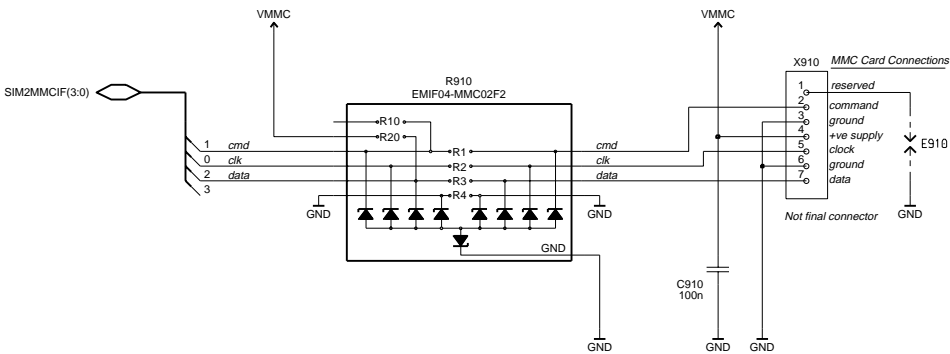 VMMC
VMMC
X910
MMC Card Connections
SIM2MMCIF(3:0)
R910
EMIF04-MMC02F2
1 reserved
2 command
3 ground
4 +ve supply
5 clock
6 ground
7 data
E910
R10
R20
1 cmd
R1
cmd
0 clk
R2
clk
2 data
R3
data
3
R4
GND
GND
GND
Not final connector
GND
C910
100n
GND
GND
GND